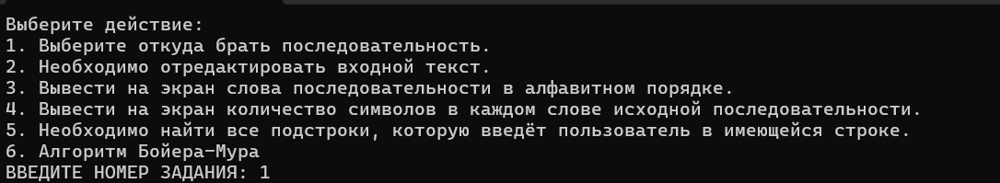 Выберите действие:
1. Выберите откуда брать последовательность.
2. Необходимо отредактировать входной текст.
3. Вывести на экран слова последовательности в алфавитном порядке.
4. Вывести на экран количество символов в каждом слове исходной последовательности.
5. Необходимо найти все подстроки, которую введёт пользователь в имеющейся строке.
6. Алгоритм Бойера-Мура
ВВЕДИТЕ НОМЕР ЗАДАНИЯ: 1